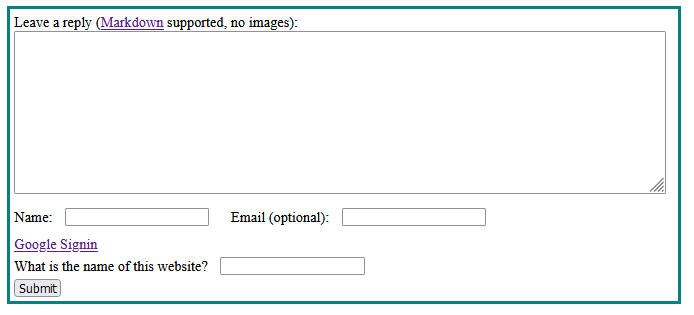 Leave a reply (Markdown supported, no images):
Name: Email (optional):
Google Signin
What is the name of this website?
Submit